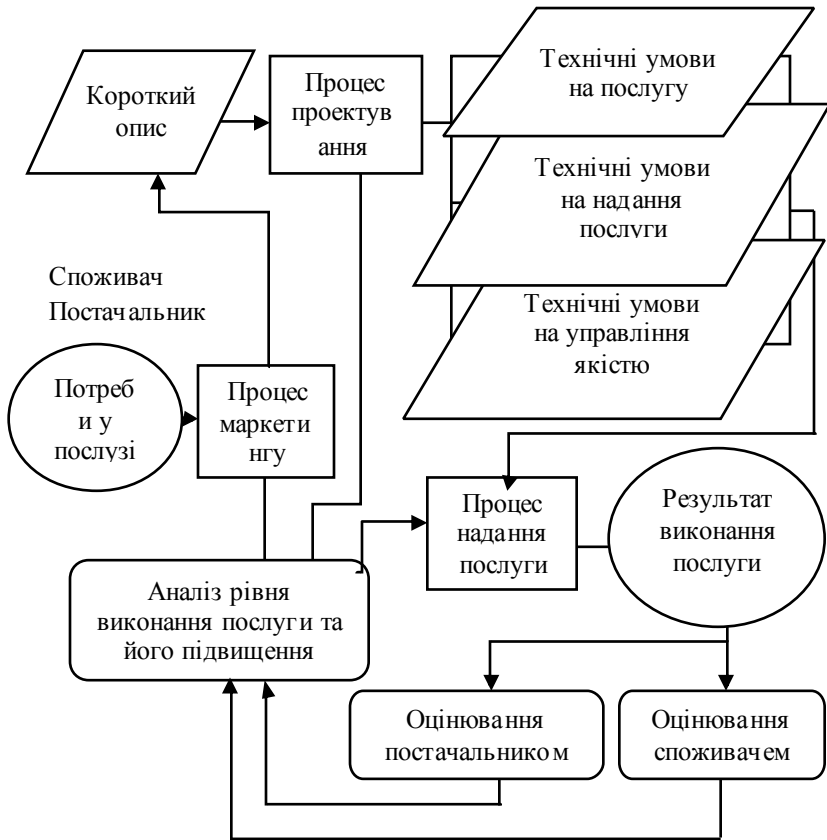 Короткий
опис
Процес
проектув
ання
Технічні умови
на послугу
Технічні умови
на надання
послуги
Технічні умови
на управління
якістю
Споживач
Постачальник
Потреб
и у
послузі
Процес
маркети
нгу
Процес
надання
послуги
Результат
виконання
послуги
Аналіз рівня
виконання послуги та
його підвищення
Оцінювання
постачальником
Оцінювання
споживачем